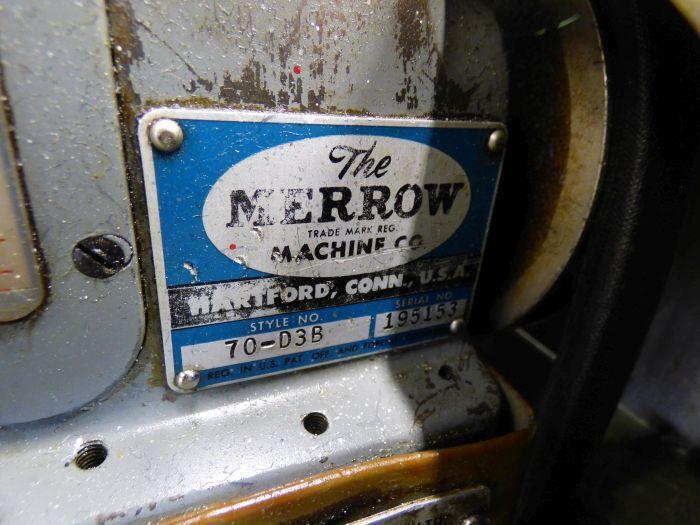 The
MERROW
TRADE MARK REG.
MACHINE CO.
HARTFORD, CONN., U.S.A.
STYLE NO. SERIAL NO.
70-D3B 195153
REG. IN U.S. PAT. OFF. AND FOREIGN